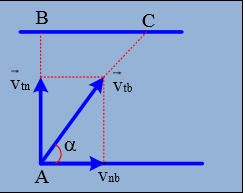 B C
v⃗tn v⃗tb
α
A vnb